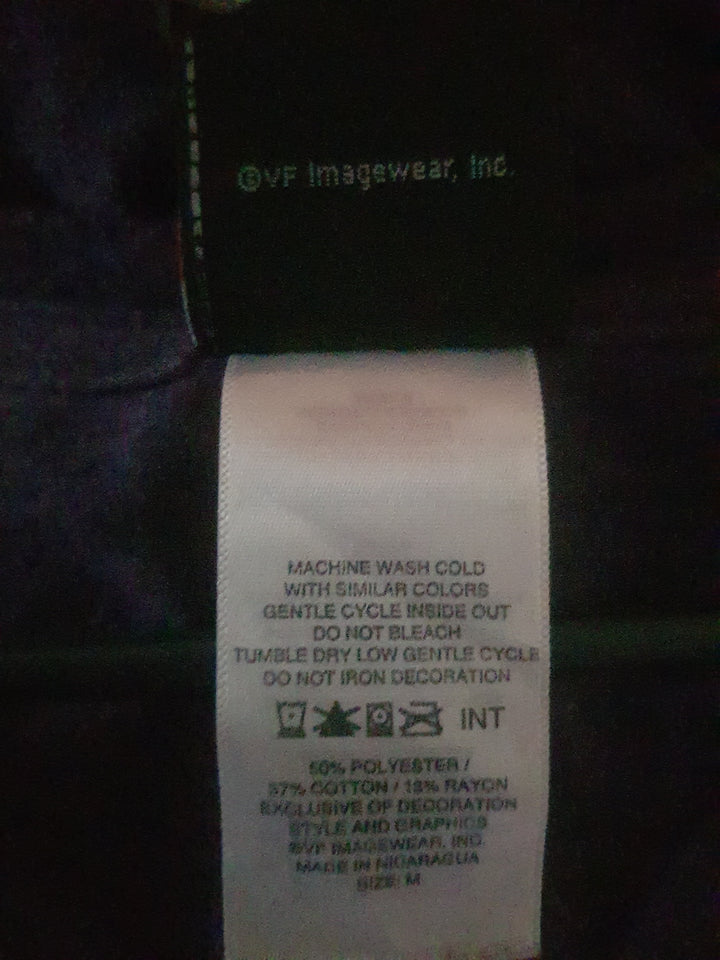 ©VF Imagewear, Inc.
MACHINE WASH COLD
WITH SIMILAR COLORS
GENTLE CYCLE INSIDE OUT
DO NOT BLEACH
TUMBLE DRY LOW GENTLE CYCLE
DO NOT IRON DECORATION
INT
50% POLYESTER /
37% COTTON / 13% RAYON
EXCLUSIVE OF DECORATION
STYLE AND GRAPHICS
©VF IMAGEWEAR, INC
MADE IN NICARAGUA
SIZE: M